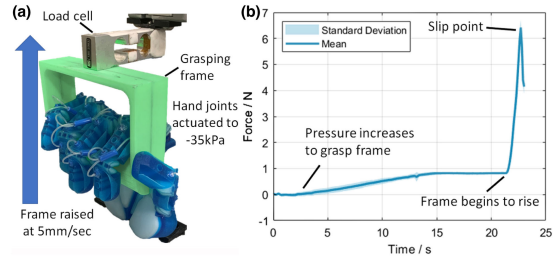 (a)
Load cell
Grasping
frame
Hand joints
actuated to
-35kPa
Frame raised
at 5mm/sec
(b)
Standard Deviation
Mean
Slip point
Pressure increases
to grasp frame
Frame begins to rise
Force / N
7
6
5
4
3
2
1
0
-1
0 5 10 15 20 25
Time / s